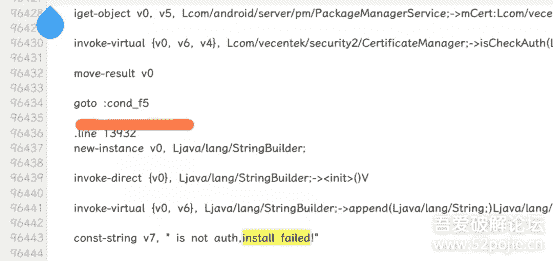 96428 iget-object v0, v5, Lcom/android/server/pm/PackageManagerService;->mCert:Lcom/vecen
96429
96430 invoke-virtual {v0, v6, v4}, Lcom/vecentek/security2/CertificateManager;->isCheckAuth(L
96431
96432 move-result v0
96433
96434 goto :cond_f5
96435
96436 .line 13932
96437 new-instance v0, Ljava/lang/StringBuilder;
96438
96439 invoke-direct {v0}, Ljava/lang/StringBuilder;-><init>()V
96440
96441 invoke-virtual {v0, v6}, Ljava/lang/StringBuilder;->append(Ljava/lang/String;)Ljava/lang/
96442
96443 const-string v7, " is not auth,install failed!"
96444
吾爱破解论坛
www.52pojie.cn